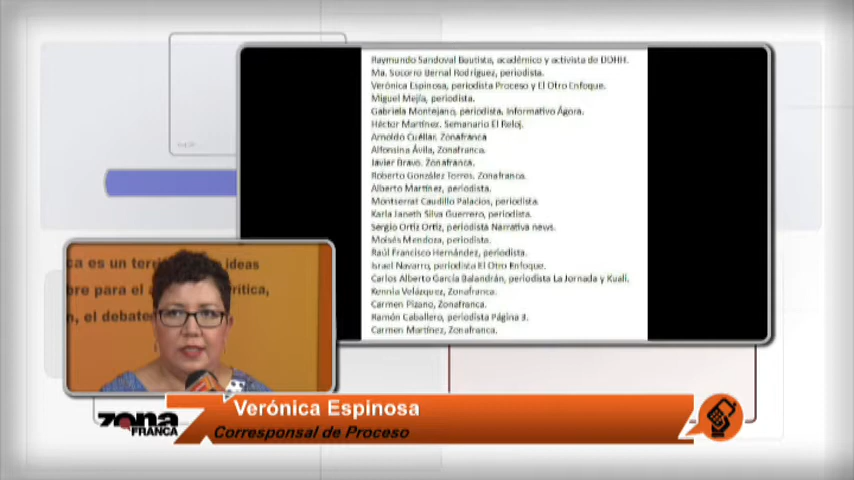 Raymundo Sandoval Bautista, académico y activista de DDHH.
Ma. Socorro Bernal Rodríguez, periodista.
Verónica Espinosa, periodista Proceso y El Otro Enfoque.
Miguel Mejía, periodista.
Gabriela Montejano, periodista. Informativo Ágora.
Héctor Martínez. Semanario El Reloj.
Arnoldo Cuéllar. Zonafranca
Alfonsina Ávila, Zonafranca.
Javier Bravo. Zonafranca.
Roberto González Torres. Zonafranca.
Alberto Martínez, periodista.
Montserrat Caudillo Palacios, periodista.
Karla Janeth Silva Guerrero, periodista.
Sergio Ortiz Ortiz, periodista Narrativa news.
Moisés Mendoza, periodista.
Raúl Francisco Hernández, periodista.
Israel Navarro, periodista El Otro Enfoque.
Carlos Alberto García Balandrán, periodista La Jornada y Kuali.
Kennia Velázquez, Zonafranca.
Carmen Pizano, Zonafranca.
Ramón Caballero, periodista Página 3.
Carmen Martínez, Zonafranca.
ca es un ideas
bre para el crítica,
n, el debate
Verónica Espinosa
Corresponsal de Proceso
zona
FRANCA